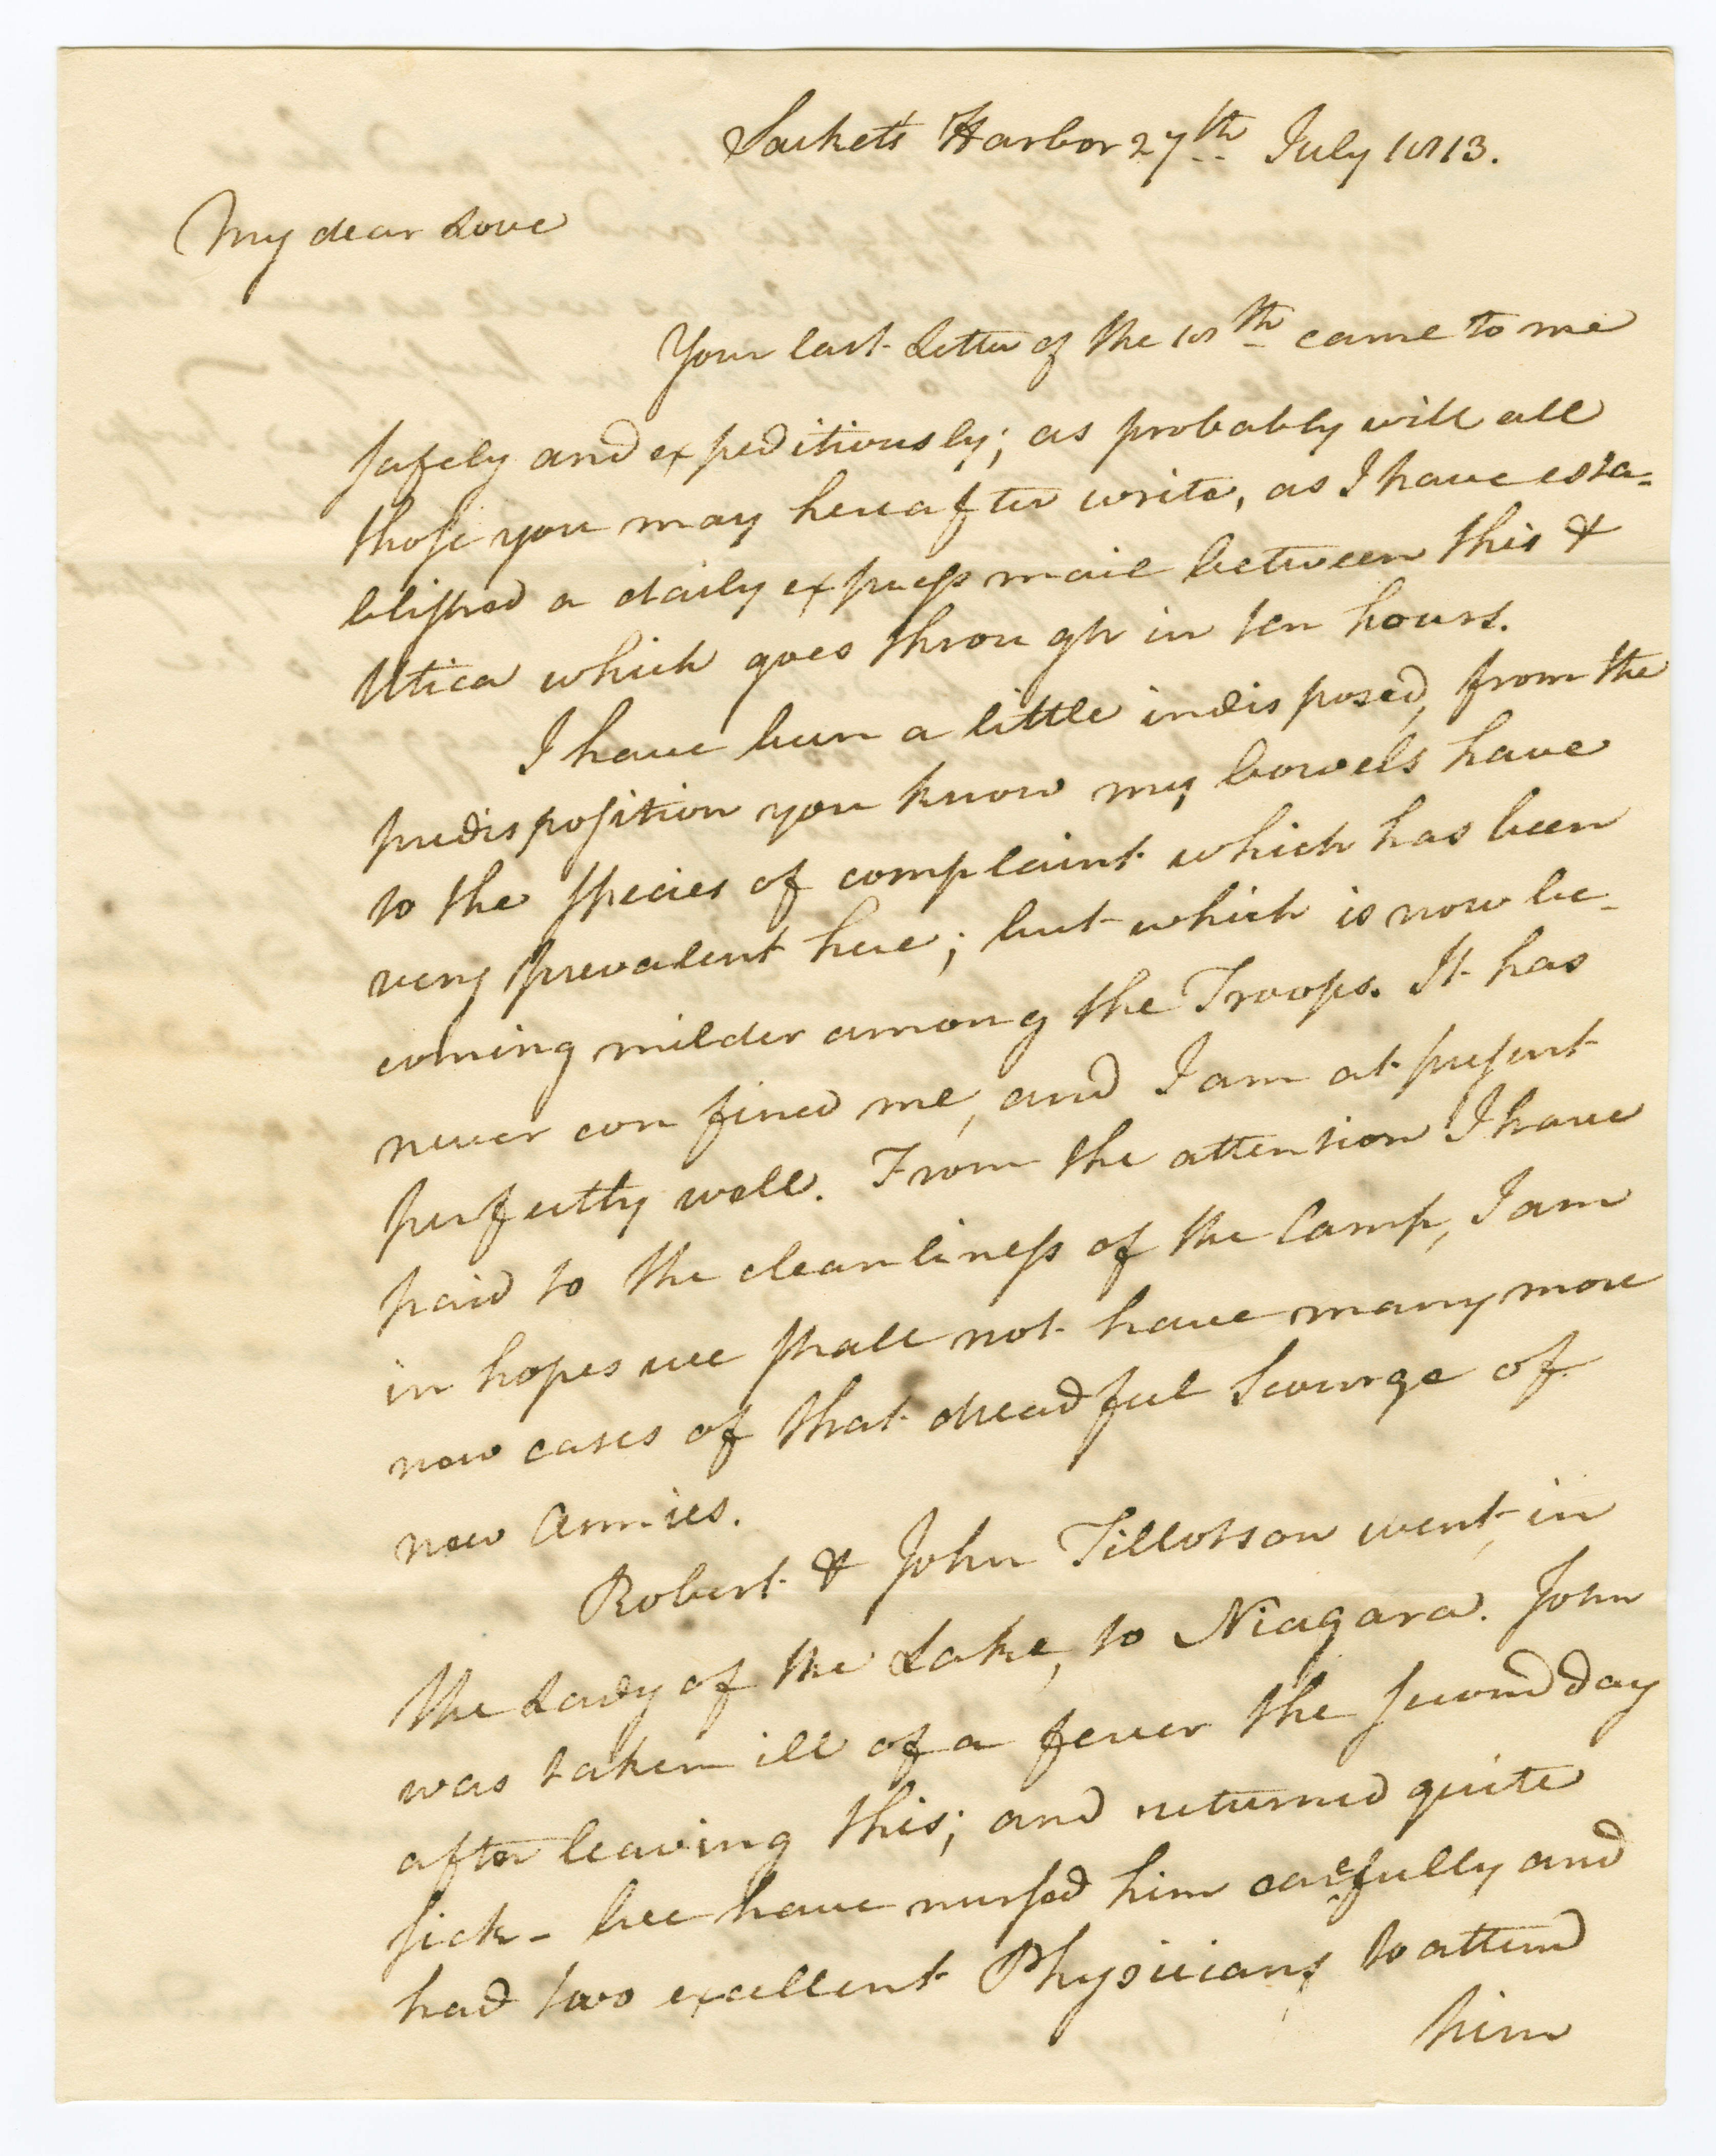 Sacket's Harbor 27th July 1813.
My dear Love
Your last Letter of the 18th came to me
safely and expeditiously; as probably will all
those you may hereafter write, as I have esta-
blished a daily express mail between this &
Utica which goes through in ten hours.
I have been a little indisposed, from the
predisposition you know my bowels have
to the species of complaint which has been
very prevalent here; but which is now be-
coming milder among the Troops. It has
never confined me, and I am at present
perfectly well. From the attention I have
paid to the cleanliness of the Camp, I am
in hopes we shall not have many more
new cases of that dreadful Scourge of
new Armies.
Robert & John Tillotson went, in
the Lady of the Lake, to Niagara. John
was taken ill of a fever the second day
after leaving this; and returned quite
sick - We have nursed him carefully and
had two excellent Physicians to attend
him